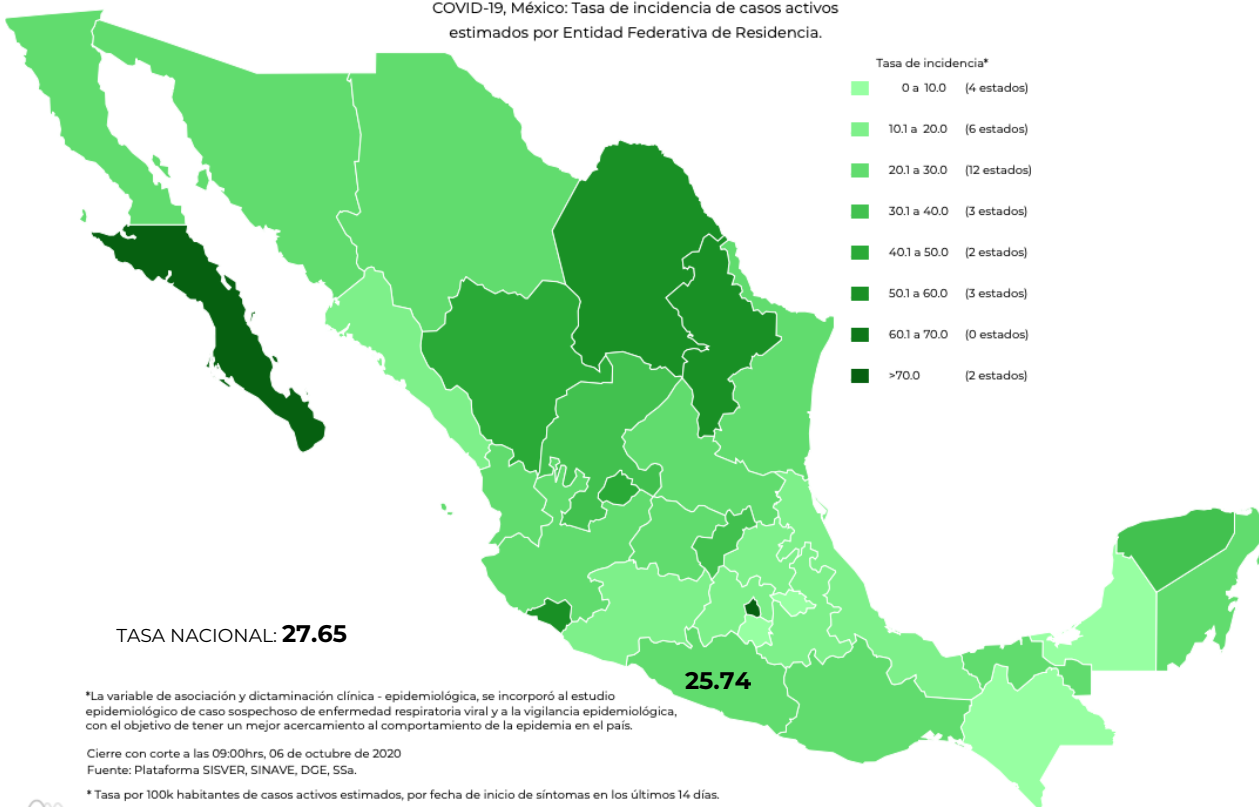 COVID-19, México: Tasa de incidencia de casos activos
estimados por Entidad Federativa de Residencia.
Tasa de incidencia*
0 a 10.0 (4 estados)
10.1 a 20.0 (6 estados)
20.1 a 30.0 (12 estados)
30.1 a 40.0 (3 estados)
40.1 a 50.0 (2 estados)
50.1 a 60.0 (3 estados)
60.1 a 70.0 (0 estados)
>70.0 (2 estados)
TASA NACIONAL: 27.65
25.74
*La variable de asociación y dictaminación clínica - epidemiológica, se incorporó al estudio
epidemiológico de caso sospechoso de enfermedad respiratoria viral y a la vigilancia epidemiológica,
con el objetivo de tener un mejor acercamiento al comportamiento de la epidemia en el país.
Cierre con corte a las 09:00hrs, 06 de octubre de 2020
Fuente: Plataforma SISVER, SINAVE, DGE, SSa.
* Tasa por 100k habitantes de casos activos estimados, por fecha de inicio de síntomas en los últimos 14 días.